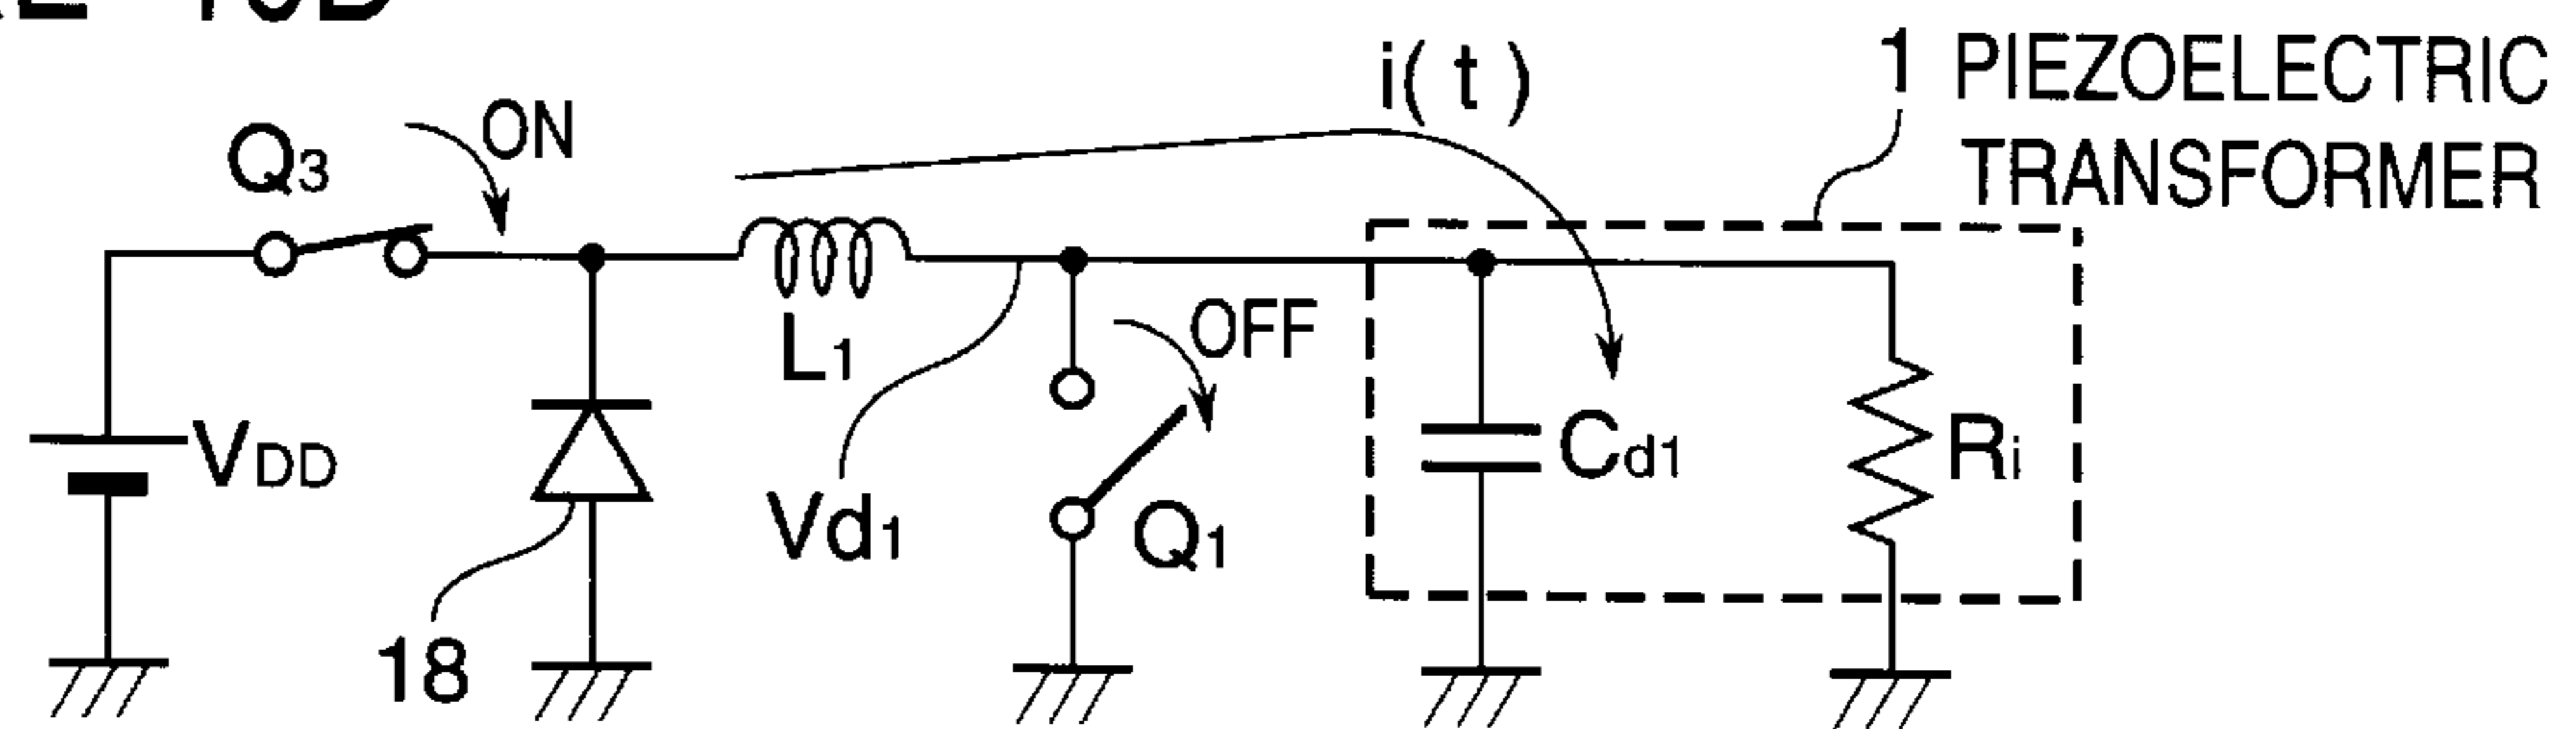 i( t )
1 PIEZOELECTRIC
TRANSFORMER
ON
Q3
L1
OFF
VDD
Vd1
Q1
Cd1
Ri
18